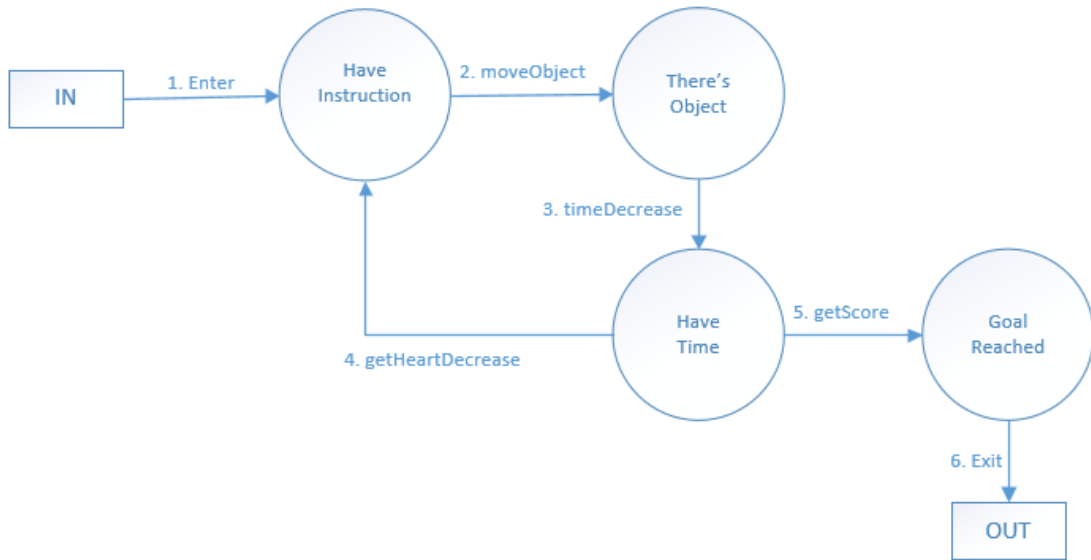 IN
1. Enter
Have
Instruction
2. moveObject
There's
Object
3. timeDecrease
Have
Time
4. getHeartDecrease
5. getScore
Goal
Reached
6. Exit
OUT